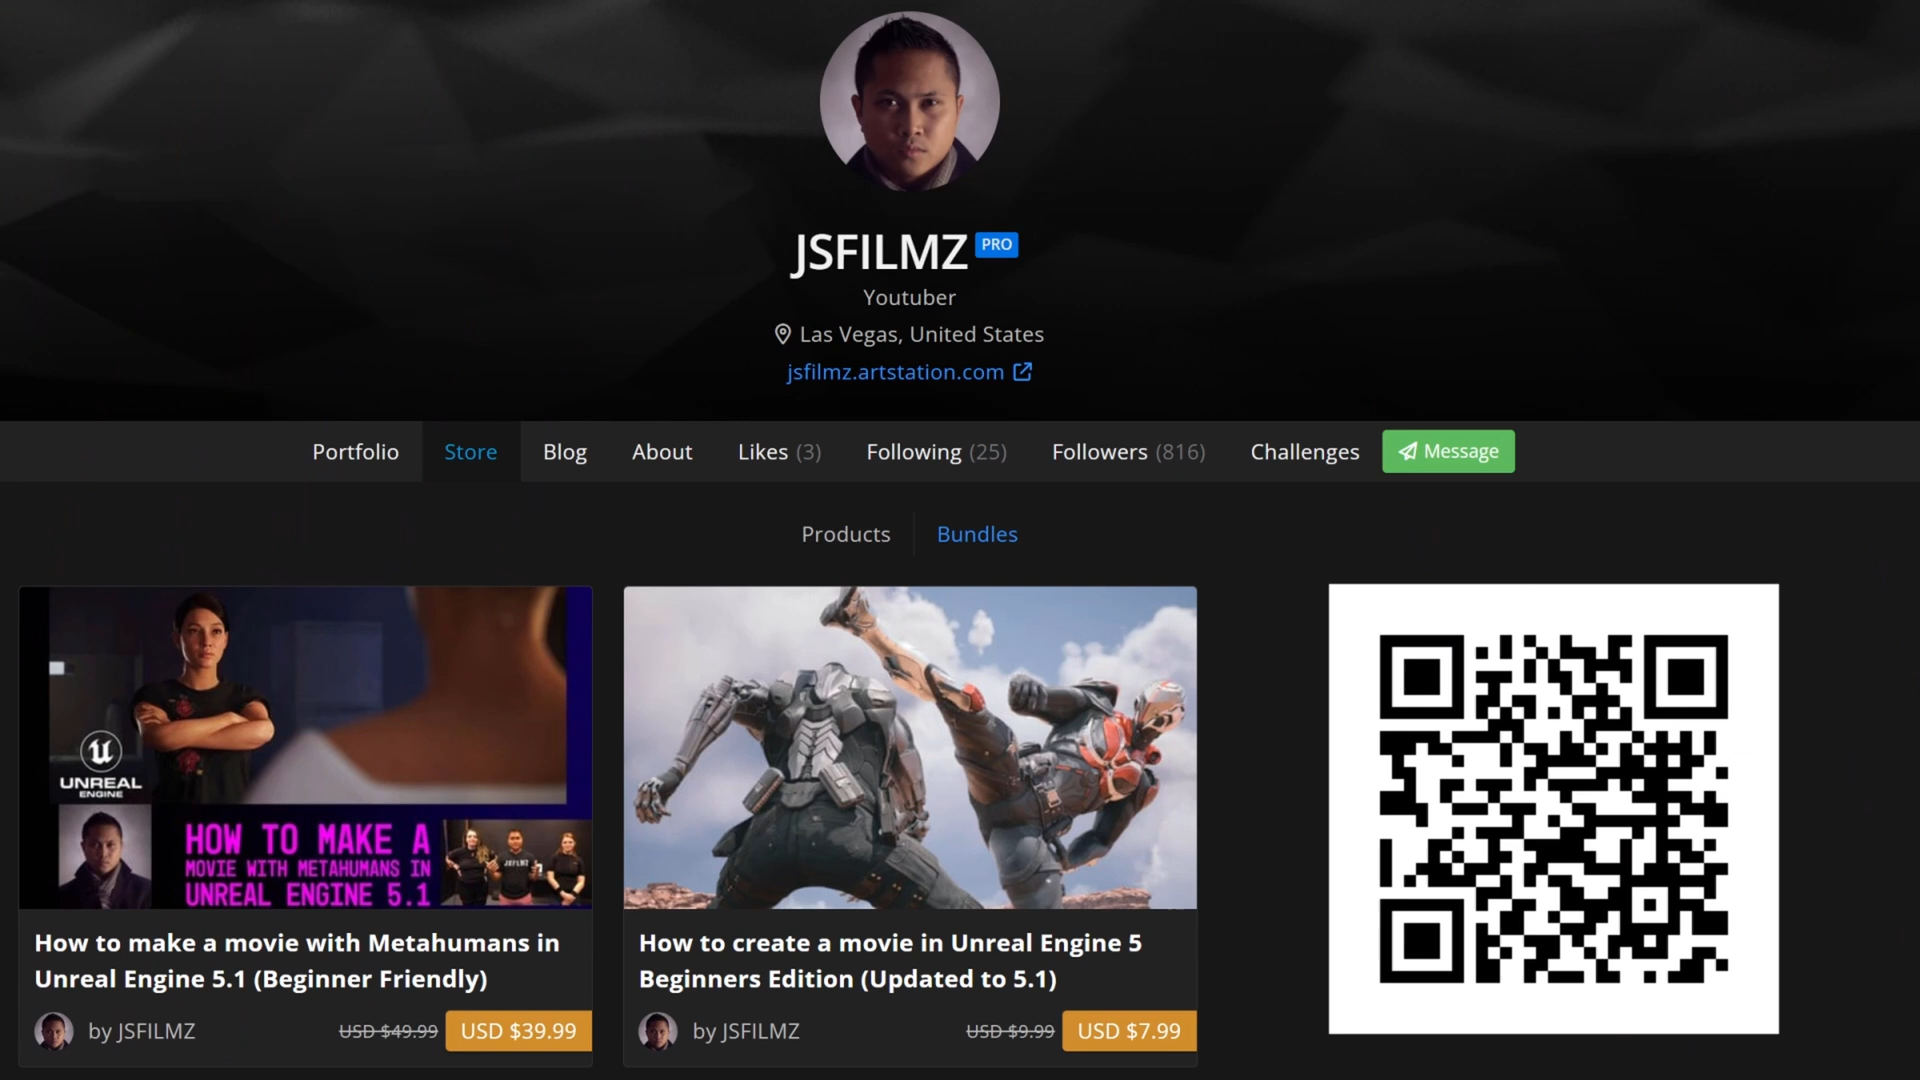 JSFILMZ PRO
Youtuber
Las Vegas, United States
jsfilmz.artstation.com
Portfolio Store Blog About Likes (3) Following (25) Followers (816) Challenges Message
Products Bundles
UNREAL
ENGINE
HOW TO MAKE A
MOVIE WITH METAHUMANS IN
UNREAL ENGINE 5.1
JSFILMZ
How to make a movie with Metahumans in
Unreal Engine 5.1 (Beginner Friendly)
by JSFILMZ USD $49.99 USD $39.99
How to create a movie in Unreal Engine 5
Beginners Edition (Updated to 5.1)
by JSFILMZ USD $9.99 USD $7.99